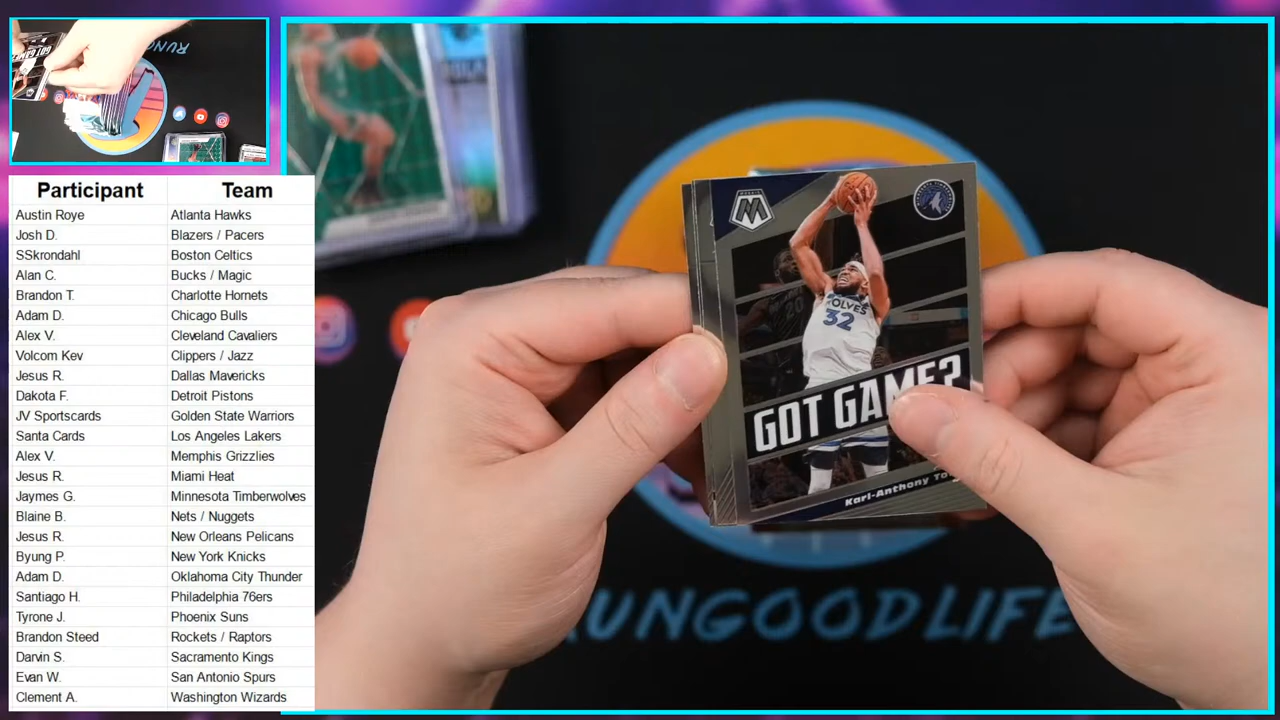 RUNGOODLIFE
GOT GAME?
Participant Team
Austin Roye Atlanta Hawks
Josh D. Blazers / Pacers
SSkrondahl Boston Celtics
Alan C. Bucks / Magic
Brandon T. Charlotte Hornets
Adam D. Chicago Bulls
Alex V. Cleveland Cavaliers
Volcom Kev Clippers / Jazz
Jesus R. Dallas Mavericks
Dakota F. Detroit Pistons
JV Sportscards Golden State Warriors
Santa Cards Los Angeles Lakers
Alex V. Memphis Grizzlies
Jesus R. Miami Heat
Jaymes G. Minnesota Timberwolves
Blaine B. Nets / Nuggets
Jesus R. New Orleans Pelicans
Byung P. New York Knicks
Adam D. Oklahoma City Thunder
Santiago H. Philadelphia 76ers
Tyrone J. Phoenix Suns
Brandon Steed Rockets / Raptors
Darvin S. Sacramento Kings
Evan W. San Antonio Spurs
Clement A. Washington Wizards
MOSAIC
WOLVES
32
20
GOT GAME?
Karl-Anthony To
UNGOODLIFE